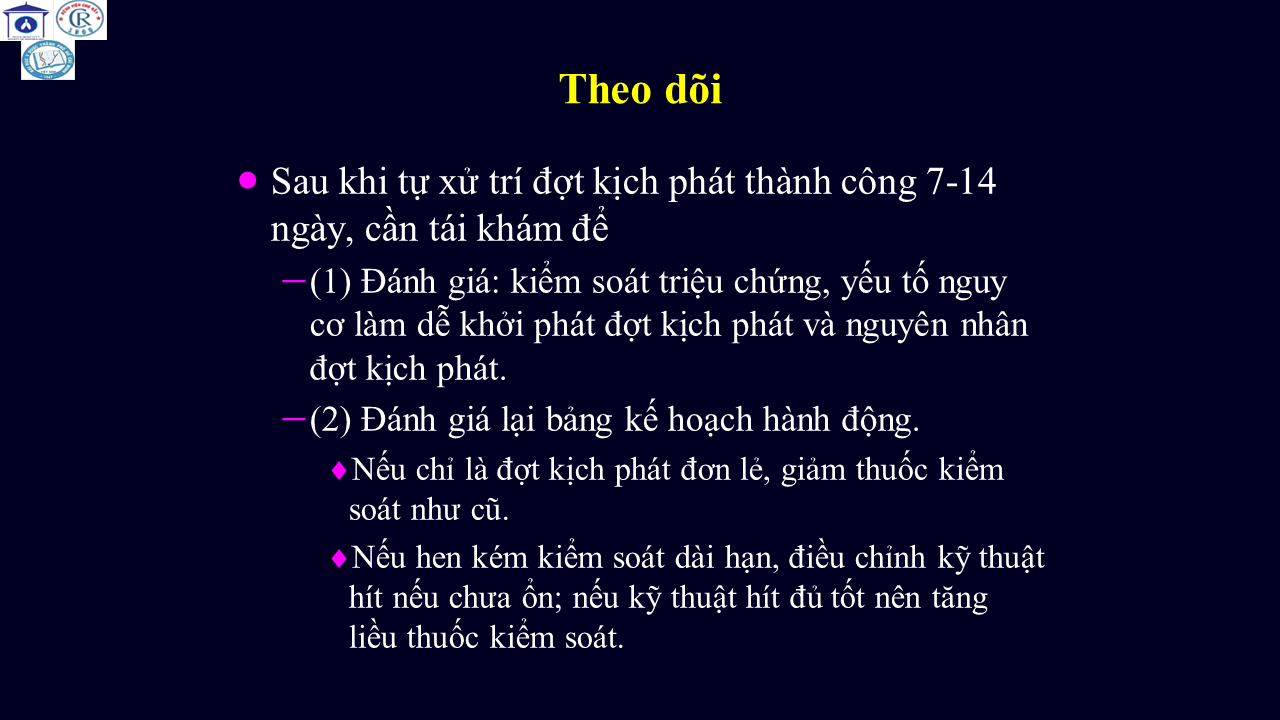 Theo dõi
Sau khi tự xử trí đợt kịch phát thành công 7-14
ngày, cần tái khám để
(1) Đánh giá: kiểm soát triệu chứng, yếu tố nguy
cơ làm dễ khởi phát đợt kịch phát và nguyên nhân
đợt kịch phát.
(2) Đánh giá lại bảng kế hoạch hành động.
Nếu chỉ là đợt kịch phát đơn lẻ, giảm thuốc kiểm
soát như cũ.
Nếu hen kém kiểm soát dài hạn, điều chỉnh kỹ thuật
hít nếu chưa ổn; nếu kỹ thuật hít đủ tốt nên tăng
liều thuốc kiểm soát.